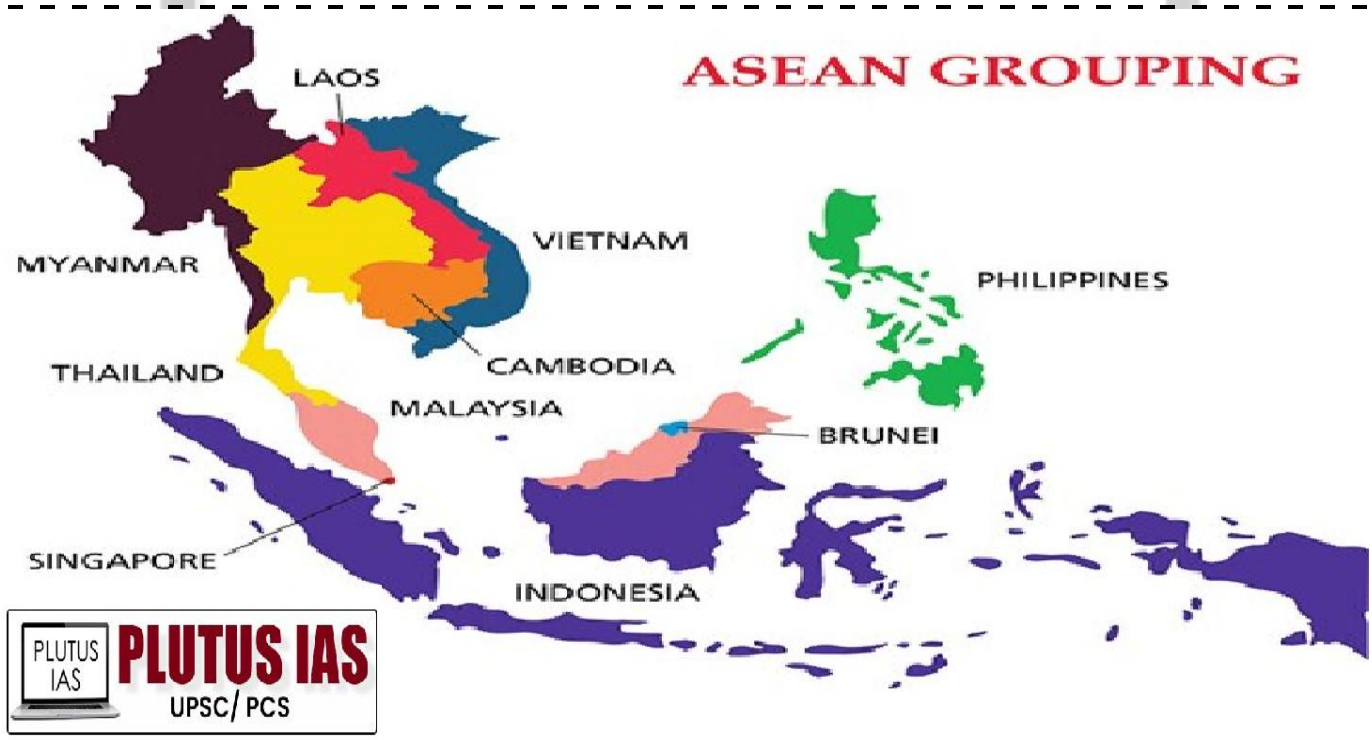 ASEAN GROUPING
LAOS
VIETNAM
MYANMAR
PHILIPPINES
CAMBODIA
THAILAND
MALAYSIA
BRUNEI
SINGAPORE
INDONESIA
PLUTUS
IAS
PLUTUS IAS
UPSC/ PCS